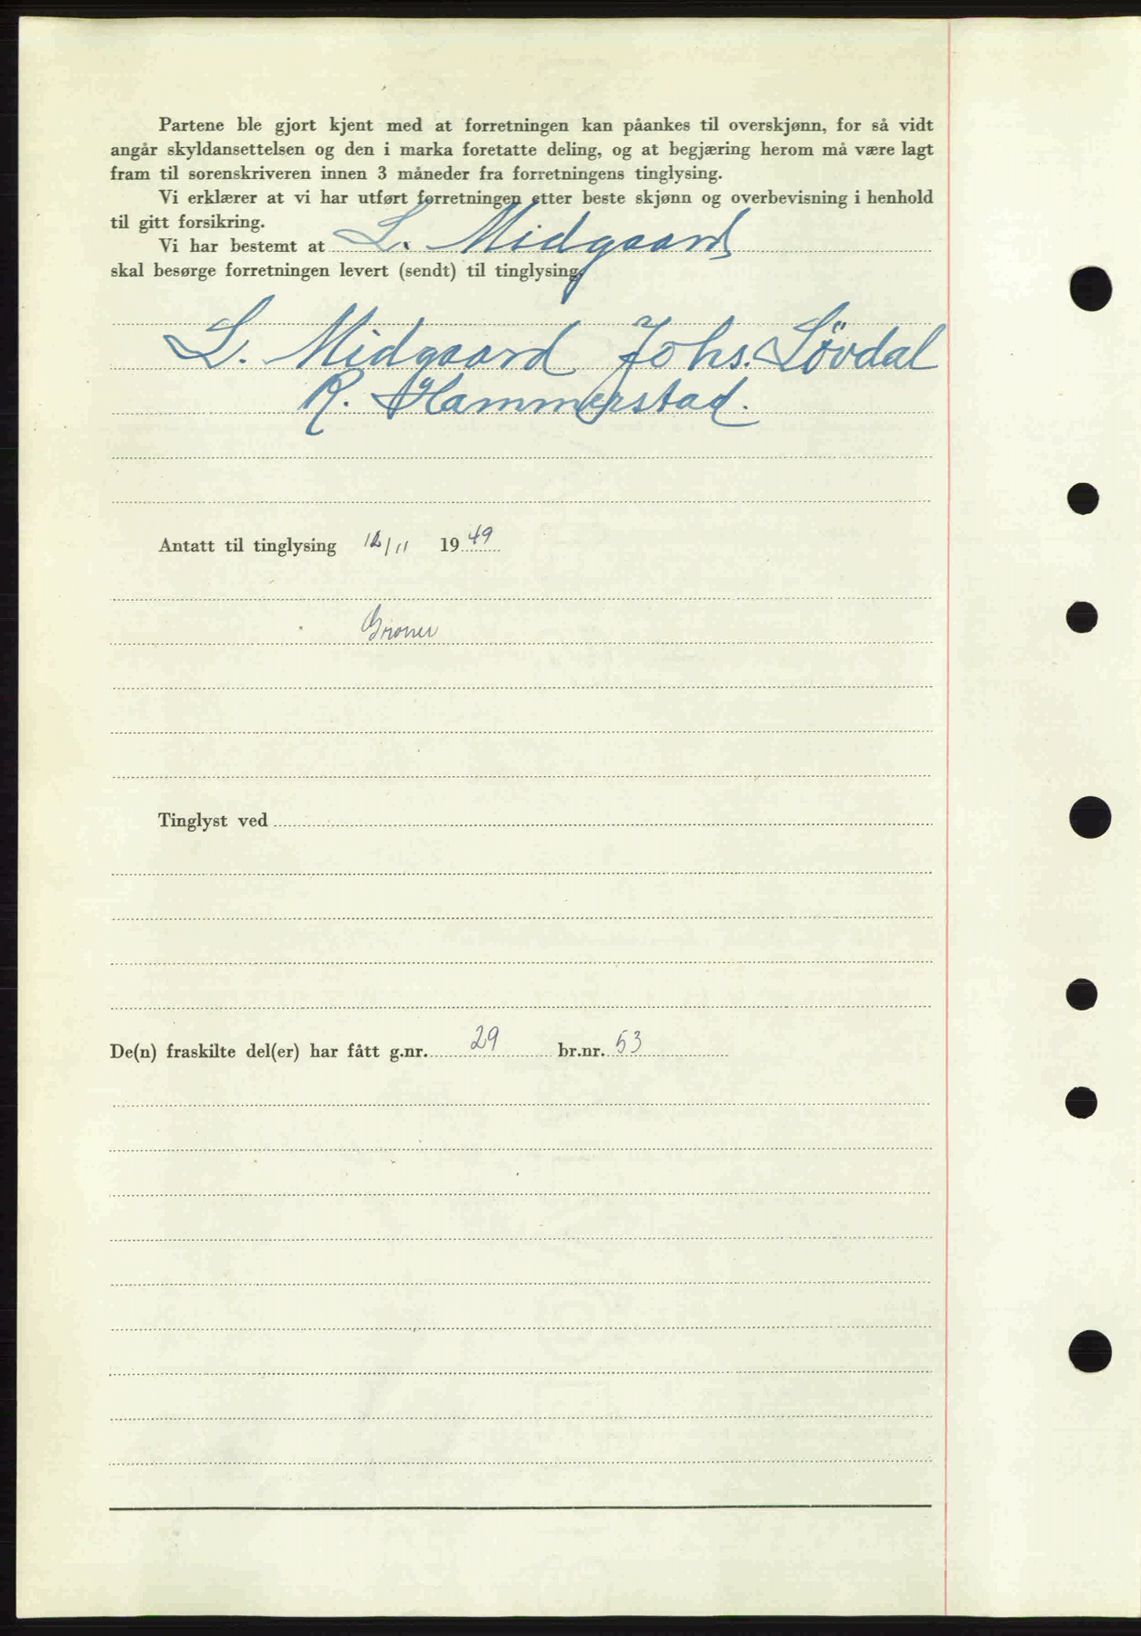 Partene ble gjort kjent med at forretningen kan påankes til overskjønn, for så vidt
angår skyldansettelsen og den i marka foretatte deling, og at begjæring herom må være lagt
fram til sorenskriveren innen 3 måneder fra forretningens tinglysing.
Vi erklærer at vi har utført forretningen etter beste skjønn og overbevisning i henhold
til gitt forsikring.
Vi har bestemt at L. Midgaard
skal besørge forretningen levert (sendt) til tinglysing
L. Midgaard Johs. Lövdal
R. Hammerstad.
Antatt til tinglysing 12/11 1949
Tinglyst ved
De(n) fraskilte del(er) har fått g.nr. 29 br.nr. 53